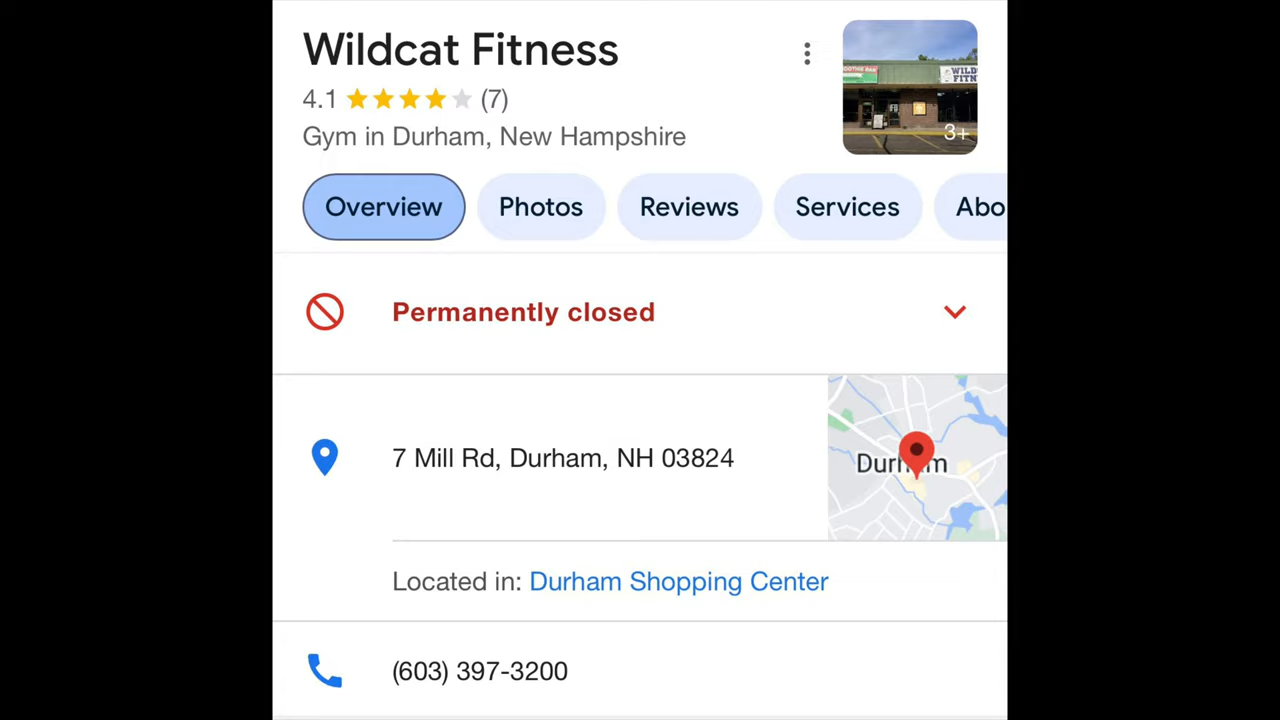 Wildcat Fitness
4.1 (7)
Gym in Durham, New Hampshire
3+
Overview Photos Reviews Services Abo
Permanently closed
7 Mill Rd, Durham, NH 03824
Durham
Located in: Durham Shopping Center
(603) 397-3200